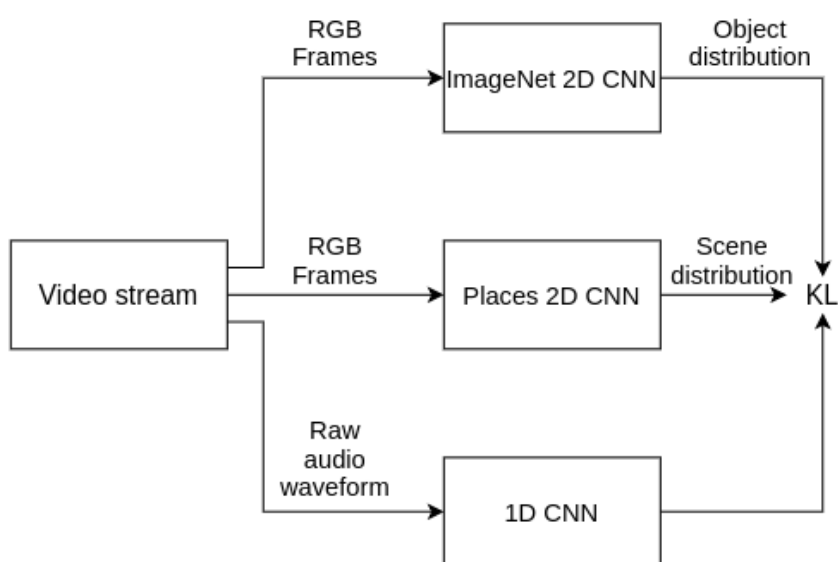 RGB
Frames
ImageNet 2D CNN
Object
distribution
Video stream
RGB
Frames
Places 2D CNN
Scene
distribution
KL
Raw
audio
waveform
1D CNN